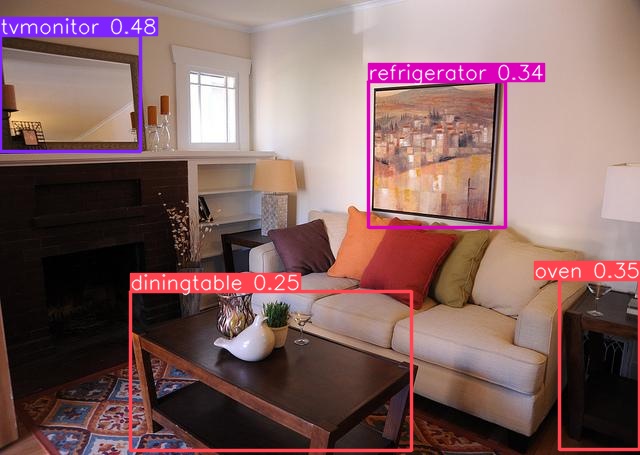 tvmonitor 0.48
refrigerator 0.34
diningtable 0.25
oven 0.35